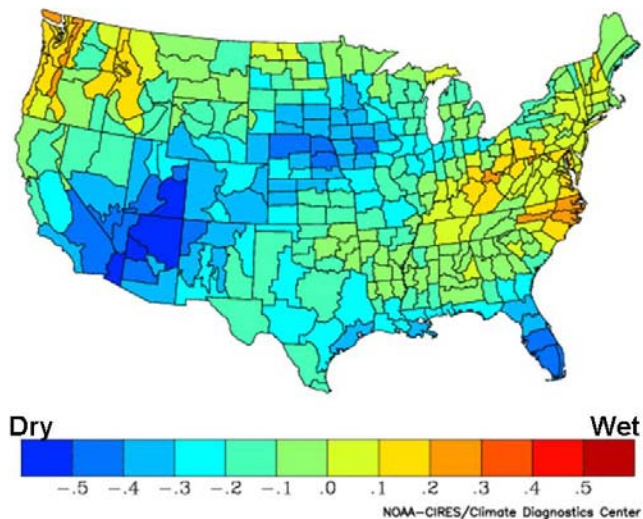 Dry Wet
-.5 -.4 -.3 -.2 -.1 .0 .1 .2 .3 .4 .5
NOAA-CIRES/Climate Diagnostics Center